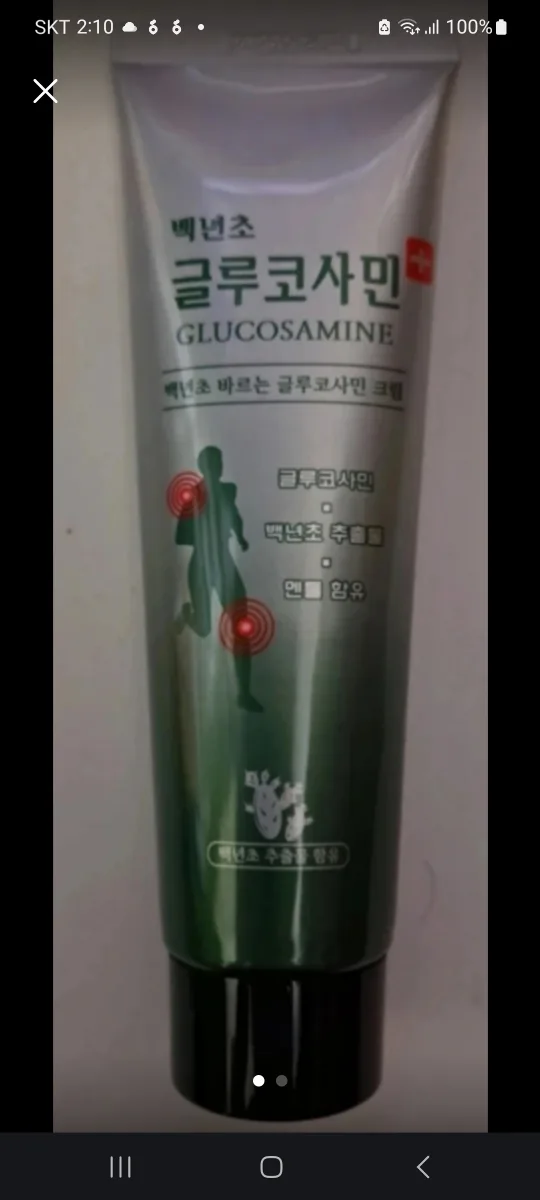 SKT 2:10
100%
백년초
글루코사민
GLUCOSAMINE
백년초 바르는 글루코사민 크림
글루코사민
백년초 추출물
멘톨 함유
백년초 추출물 함유